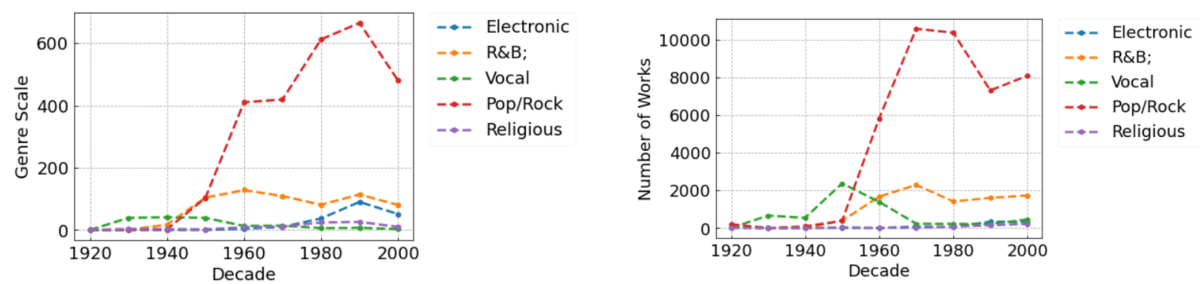 Genre Scale
600
400
200
0
1920 1940 1960 1980 2000
Decade
Electronic
R&B;
Vocal
Pop/Rock
Religious
Number of Works
10000
8000
6000
4000
2000
0
1920 1940 1960 1980 2000
Decade
Electronic
R&B;
Vocal
Pop/Rock
Religious